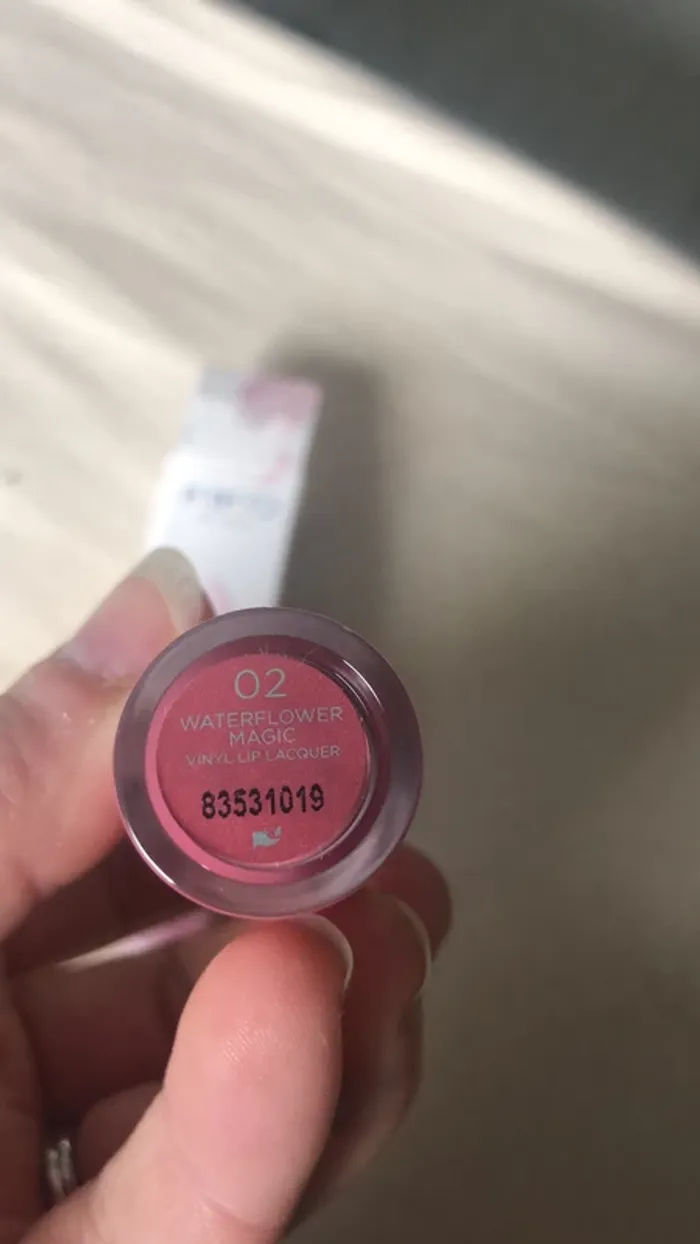 02
WATERFLOWER
MAGIC
VINYL LIP LACQUER
83531019